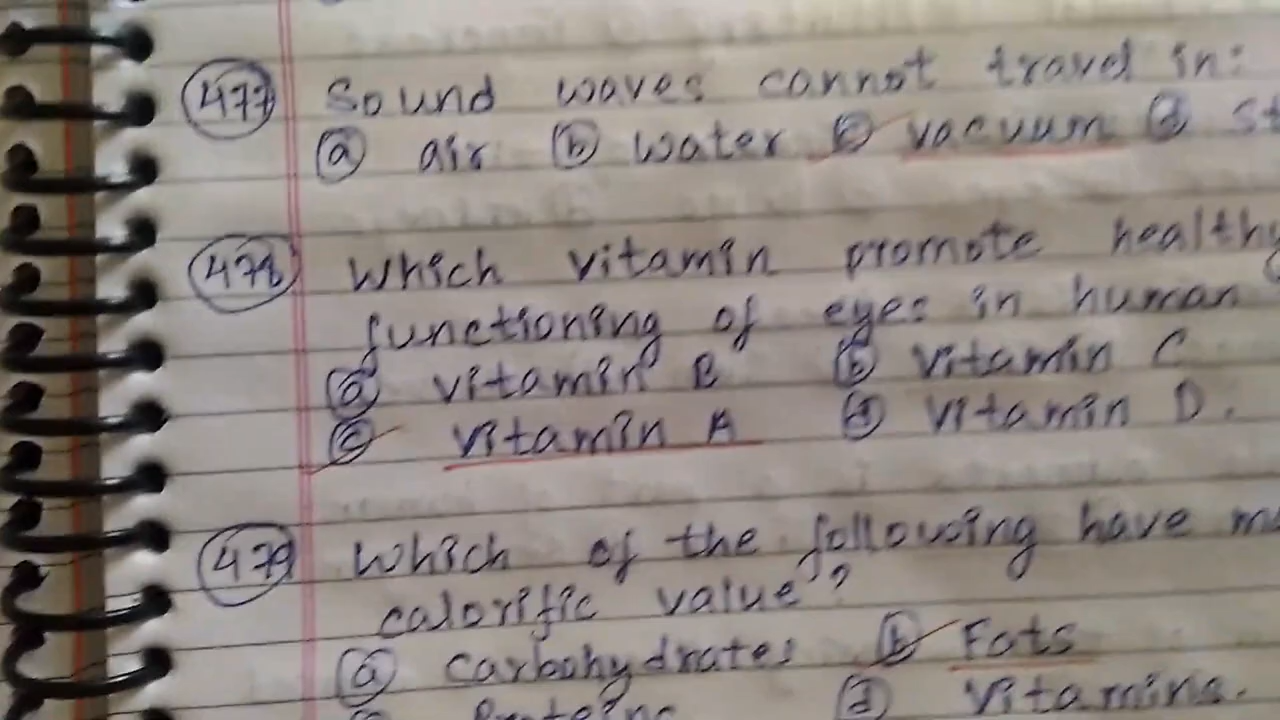 477 Sound waves cannot travel in:
(a) air (b) water (c) vacuum (d)
478 Which vitamin promote healthy
functioning of eyes in human
(a) vitamin B (b) vitamin C
(c) vitamin A (d) vitamin D.
479 Which of the following have
calorific value?
(a) Carbohydrates (b) Fats
Proteins (d) Vitamins.